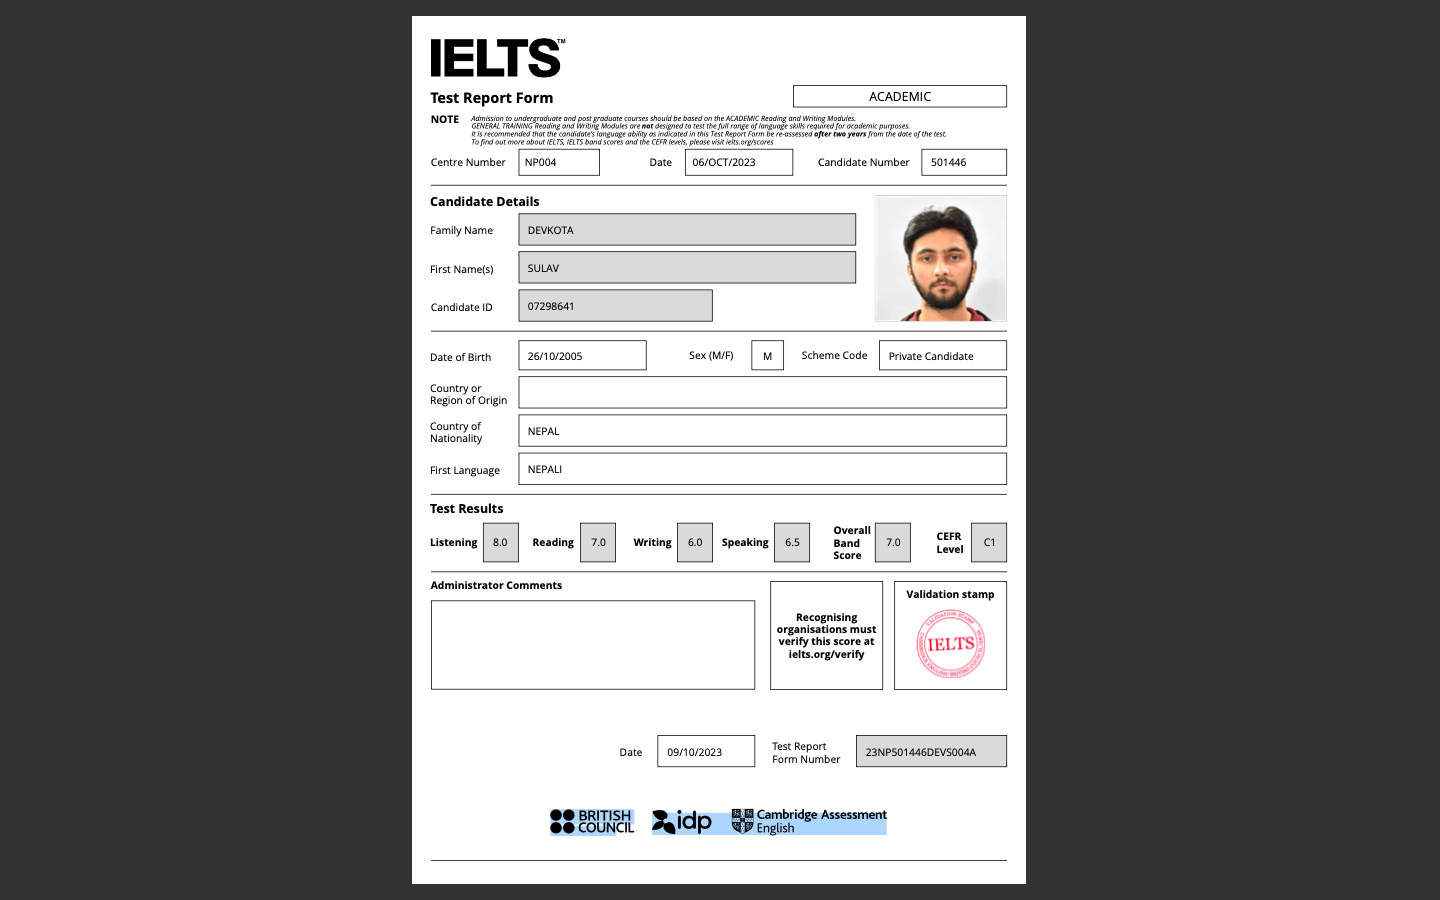 IELTS™
Test Report Form
ACADEMIC
NOTE Admission to undergraduate and post graduate courses should be based on the ACADEMIC Reading and Writing Modules.
GENERAL TRAINING Reading and Writing Modules are not designed to test the full range of language skills required for academic purposes.
It is recommended that the candidate's language ability as indicated in this Test Report Form be re-assessed after two years from the date of the test.
To find out more about IELTS, IELTS band scores and the CEFR levels, please visit ielts.org/scores
Centre Number NP004 Date 06/OCT/2023 Candidate Number 501446
Candidate Details
Family Name DEVKOTA
First Name(s) SULAV
Candidate ID 07298641
Date of Birth 26/10/2005 Sex (M/F) M Scheme Code Private Candidate
Country or
Region of Origin
Country of
Nationality
NEPAL
First Language NEPALI
Test Results
Listening 8.0 Reading 7.0 Writing 6.0 Speaking 6.5
Overall
Band
Score
7.0
CEFR
Level
C1
Administrator Comments
Recognising
organisations must
verify this score at
ielts.org/verify
Validation stamp
VALIDATION STAMP
IELTS
Date 09/10/2023
Test Report
Form Number
23NP501446DEVS004A
BRITISH
COUNCIL
idp
Cambridge Assessment
English